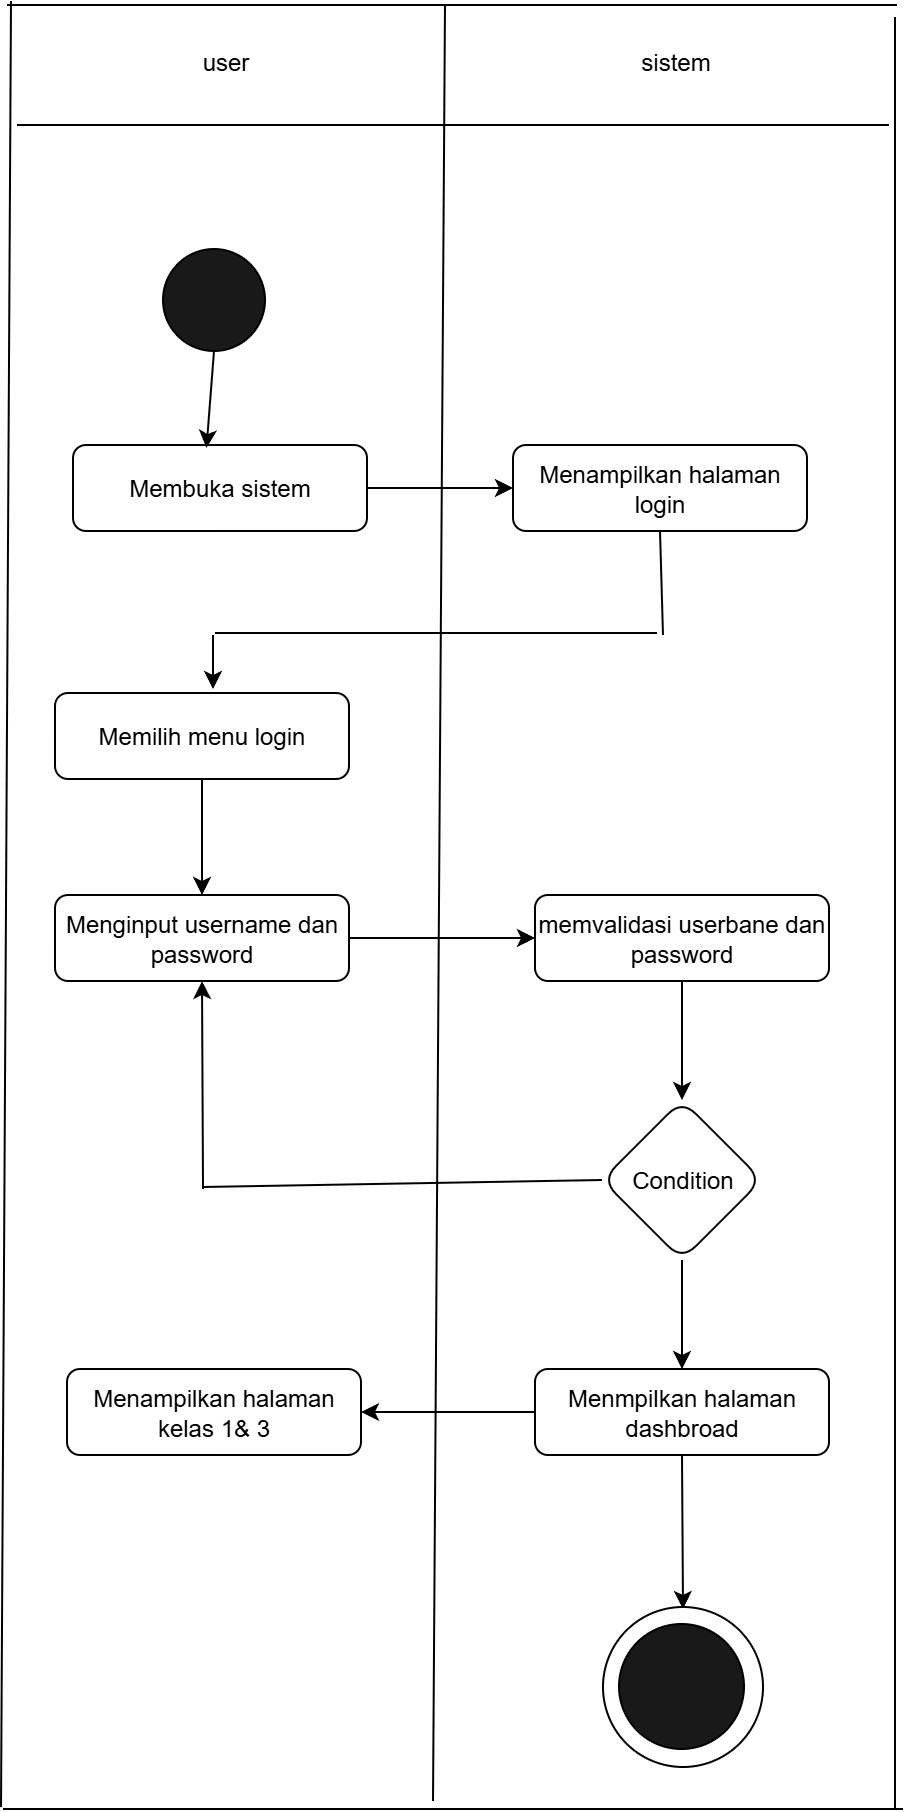 user
sistem
Membuka sistem
Menampilkan halaman
login
Memilih menu login
Menginput username dan
password
memvalidasi userbane dan
password
Condition
Menampilkan halaman
kelas 1& 3
Menmpilkan halaman
dashbroad